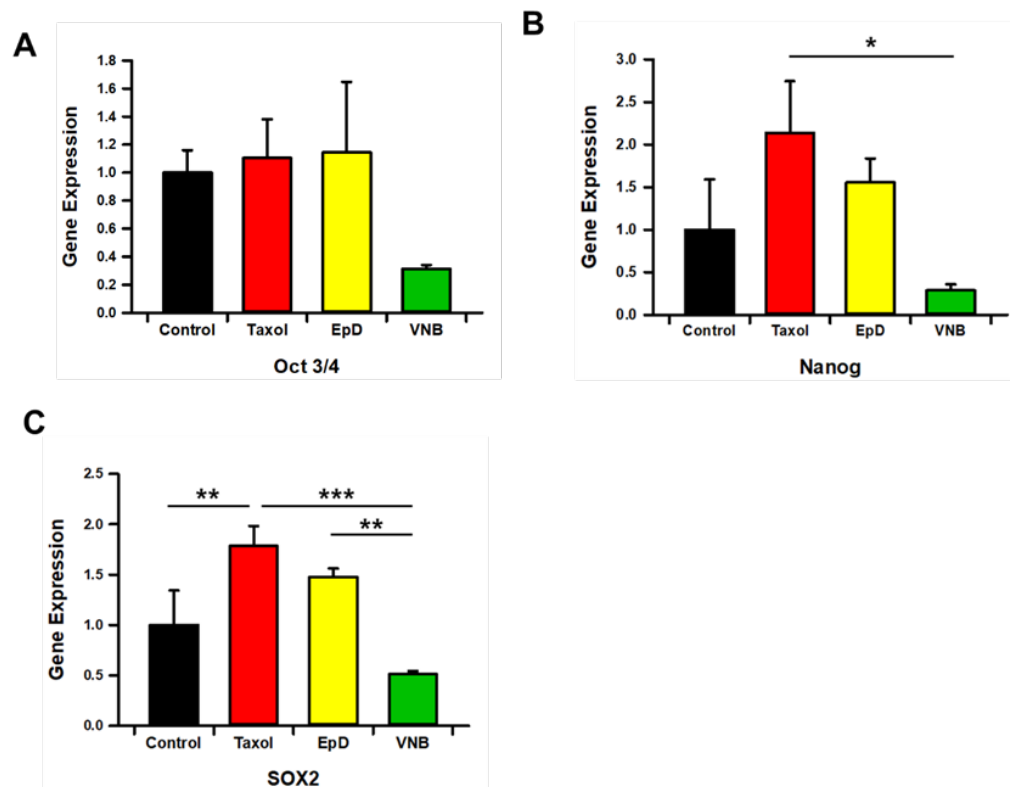 A
Gene Expression
1.8
1.6
1.4
1.2
1.0
0.8
0.6
0.4
0.2
0.0
Control Taxol EpD VNB
Oct 3/4
B
Gene Expression
3.0
2.5
2.0
1.5
1.0
0.5
0.0
*
Control Taxol EpD VNB
Nanog
C
Gene Expression
2.5
2.0
1.5
1.0
0.5
0.0
** ***
**
Control Taxol EpD VNB
SOX2